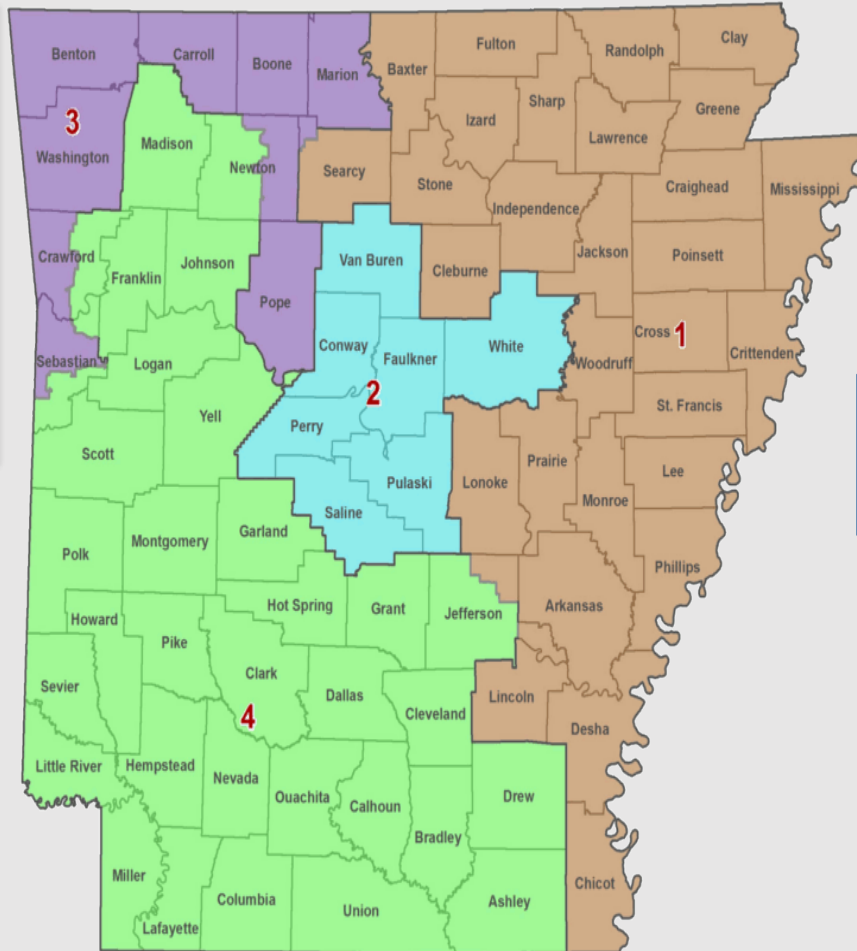 Benton
Carroll
Boone
Marion
Baxter
Fulton
Randolph
Clay
3
Washington
Madison
Newton
Searcy
Stone
Izard
Sharp
Lawrence
Greene
Craighead
Mississippi
Independence
Jackson
Poinsett
Crawford
Franklin
Johnson
Pope
Van Buren
Cleburne
White
Woodruff
Cross
1
Crittenden
Sebastian
Logan
Conway
Faulkner
2
St. Francis
Scott
Yell
Perry
Pulaski
Saline
Lonoke
Prairie
Monroe
Lee
Phillips
Polk
Montgomery
Garland
Hot Spring
Grant
Jefferson
Arkansas
Howard
Pike
Clark
Sevier
Dallas
Cleveland
Lincoln
Desha
4
Little River
Hempstead
Nevada
Ouachita
Calhoun
Bradley
Drew
Miller
Lafayette
Columbia
Union
Ashley
Chicot